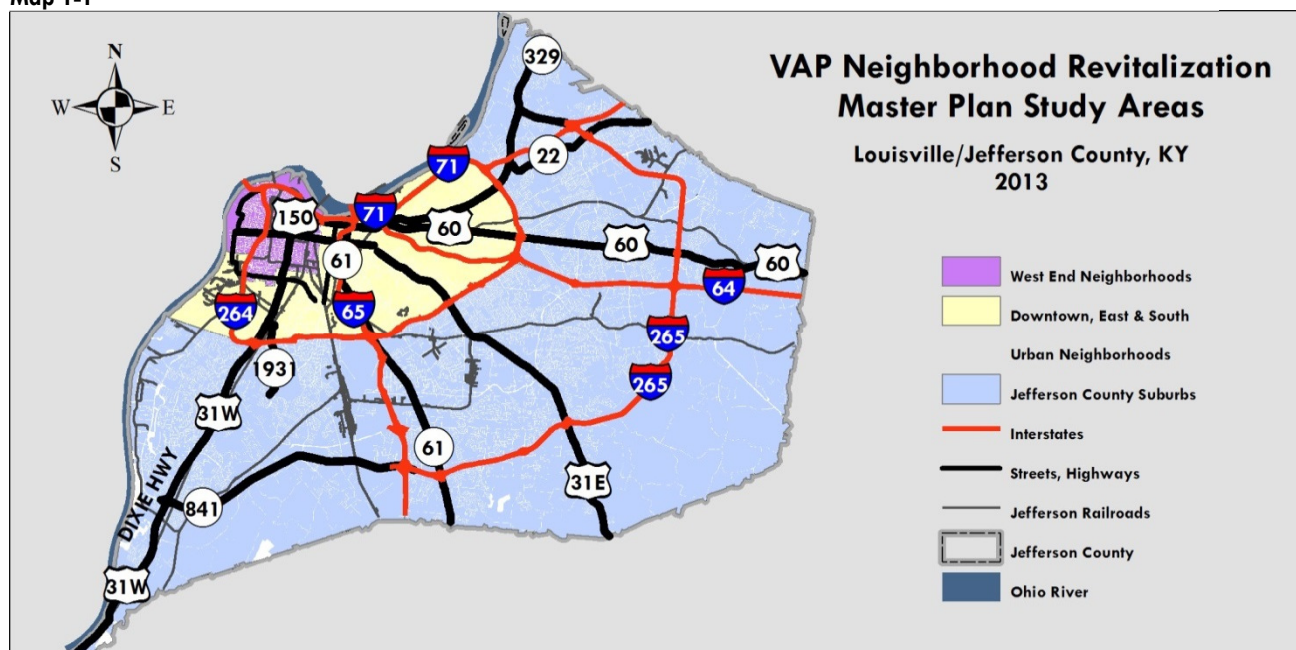 Map 1-1
N
W E
S
VAP Neighborhood Revitalization
Master Plan Study Areas
Louisville/Jefferson County, KY
2013
329
22
71
71
150
60
60
60
61
64
264
65
265
265
1931
31W
61
31E
841
DIXIE HWY
31W
West End Neighborhoods
Downtown, East & South
Urban Neighborhoods
Jefferson County Suburbs
Interstates
Streets, Highways
Jefferson Railroads
Jefferson County
Ohio River